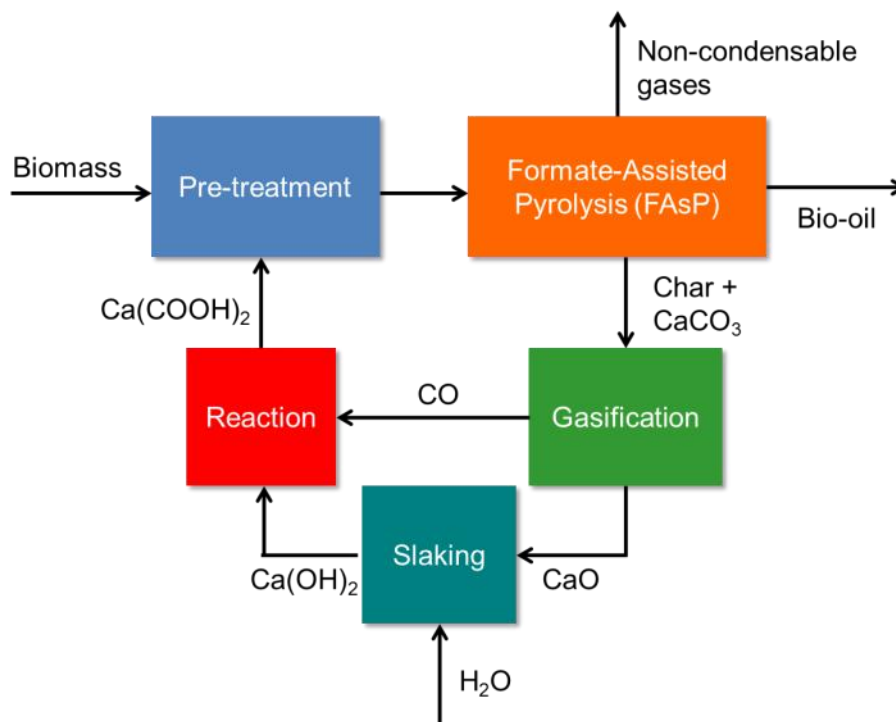 Non-condensable
gases
Biomass
Pre-treatment
Formate-Assisted
Pyrolysis (FAsP)
Bio-oil
Ca(COOH)₂
Char +
CaCO₃
Reaction
CO
Gasification
Slaking
Ca(OH)₂
CaO
H₂O